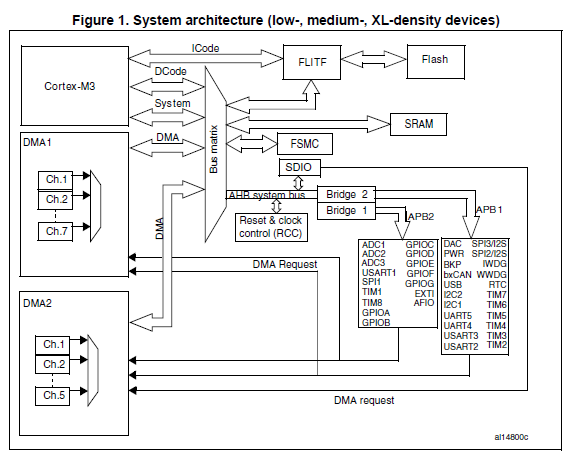 Figure 1. System architecture (low-, medium-, XL-density devices)
ICode
FLITF
Flash
Cortex-M3
DCode
System
Bus matrix
SRAM
DMA1
DMA
FSMC
SDIO
Ch.1
Ch.2
Ch.7
AHB system bus
Bridge 2
Bridge 1
Reset & clock
control (RCC)
APB2
APB1
DMA
DMA Request
ADC1 GPIOC
ADC2 GPIOD
ADC3 GPIOE
USART1 GPIOF
SPI1 GPIOG
TIM1 EXTI
TIM8 AFIO
GPIOA
GPIOB
DAC SPI3/I2S
PWR SPI2/I2S
BKP IWDG
bxCAN WWDG
USB RTC
I2C2 TIM7
I2C1 TIM6
UART5 TIM5
UART4 TIM4
USART3 TIM3
USART2 TIM2
DMA2
Ch.1
Ch.2
Ch.5
DMA request
ai14800c